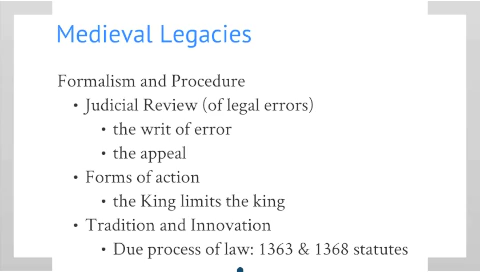 Medieval Legacies
Formalism and Procedure
• Judicial Review (of legal errors)
• the writ of error
• the appeal
• Forms of action
• the King limits the king
• Tradition and Innovation
• Due process of law: 1363 & 1368 statutes